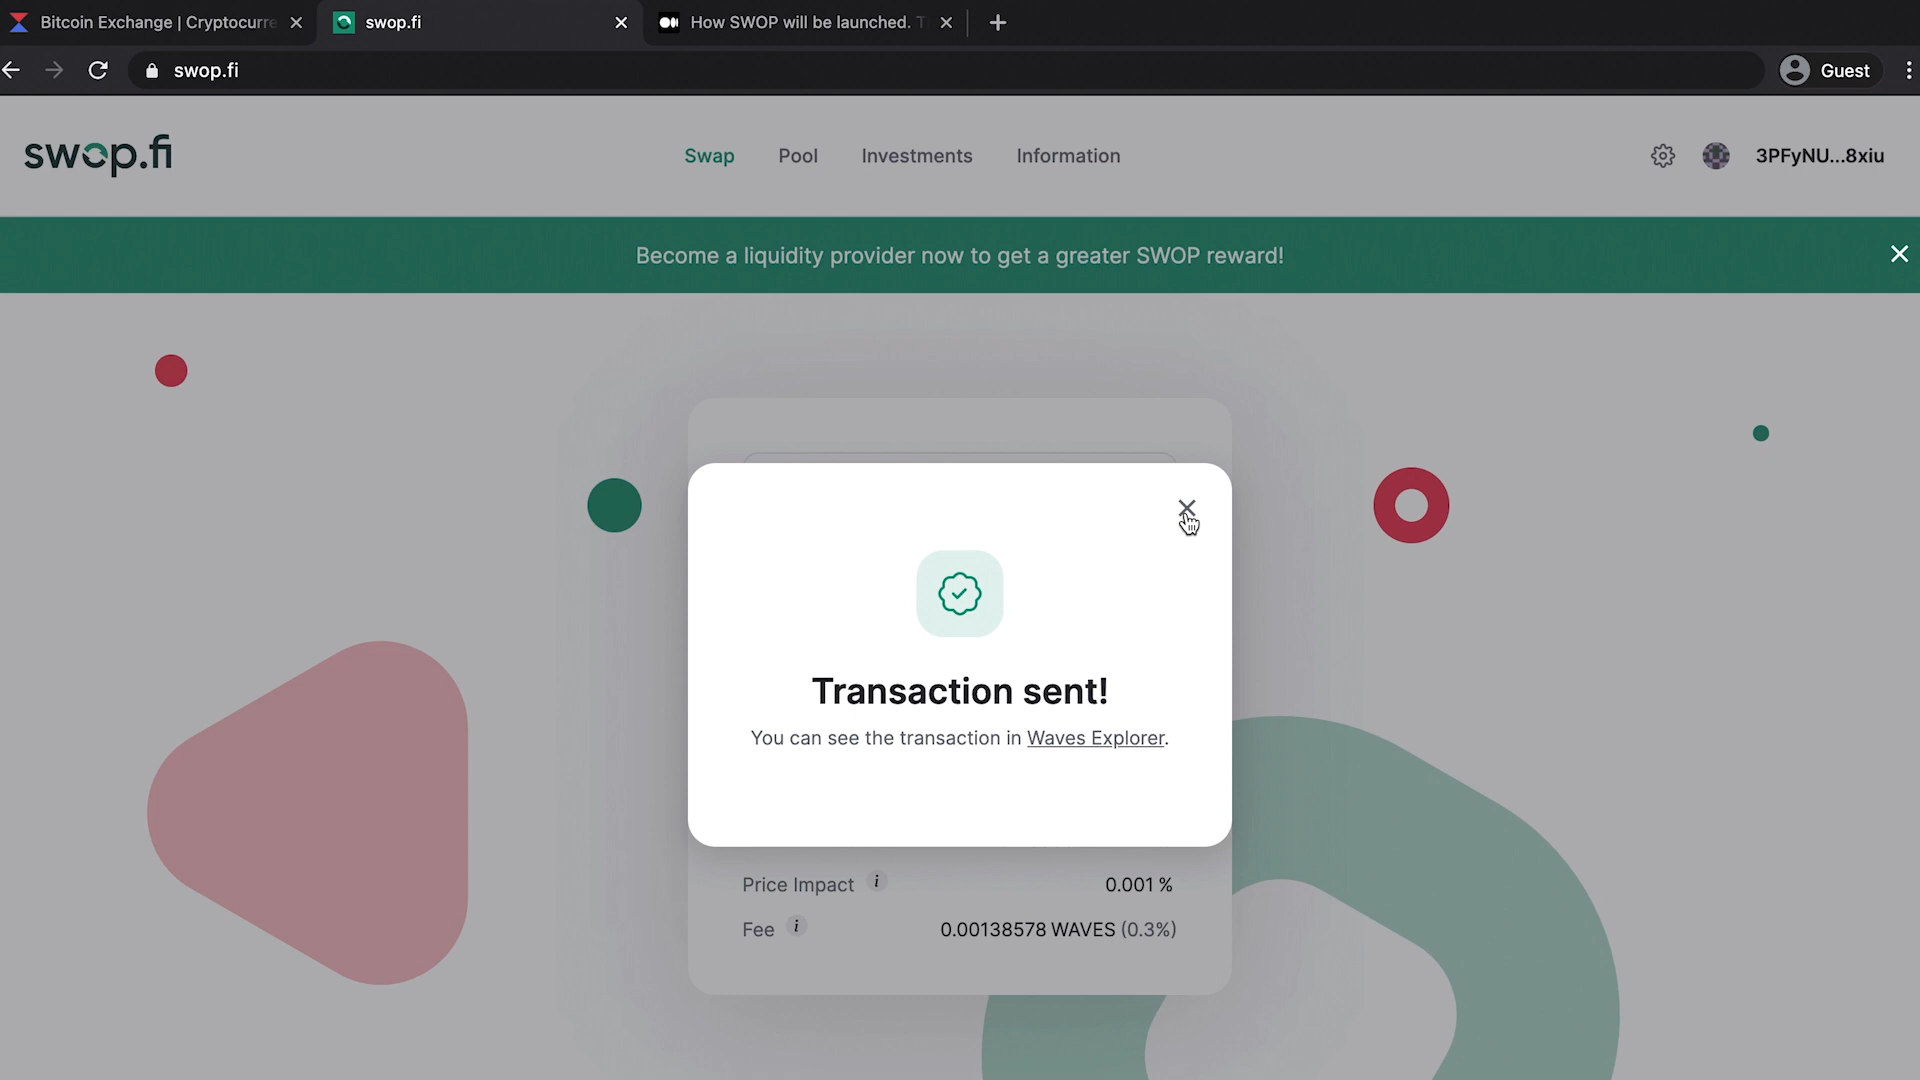 Bitcoin Exchange | Cryptocurre
swop.fi
How SWOP will be launched. T
swop.fi
Guest
swop.fi
Swap
Pool
Investments
Information
3PFyNU...8xiu
Become a liquidity provider now to get a greater SWOP reward!
Transaction sent!
You can see the transaction in Waves Explorer.
Price Impact i
0.001 %
Fee i
0.00138578 WAVES (0.3%)